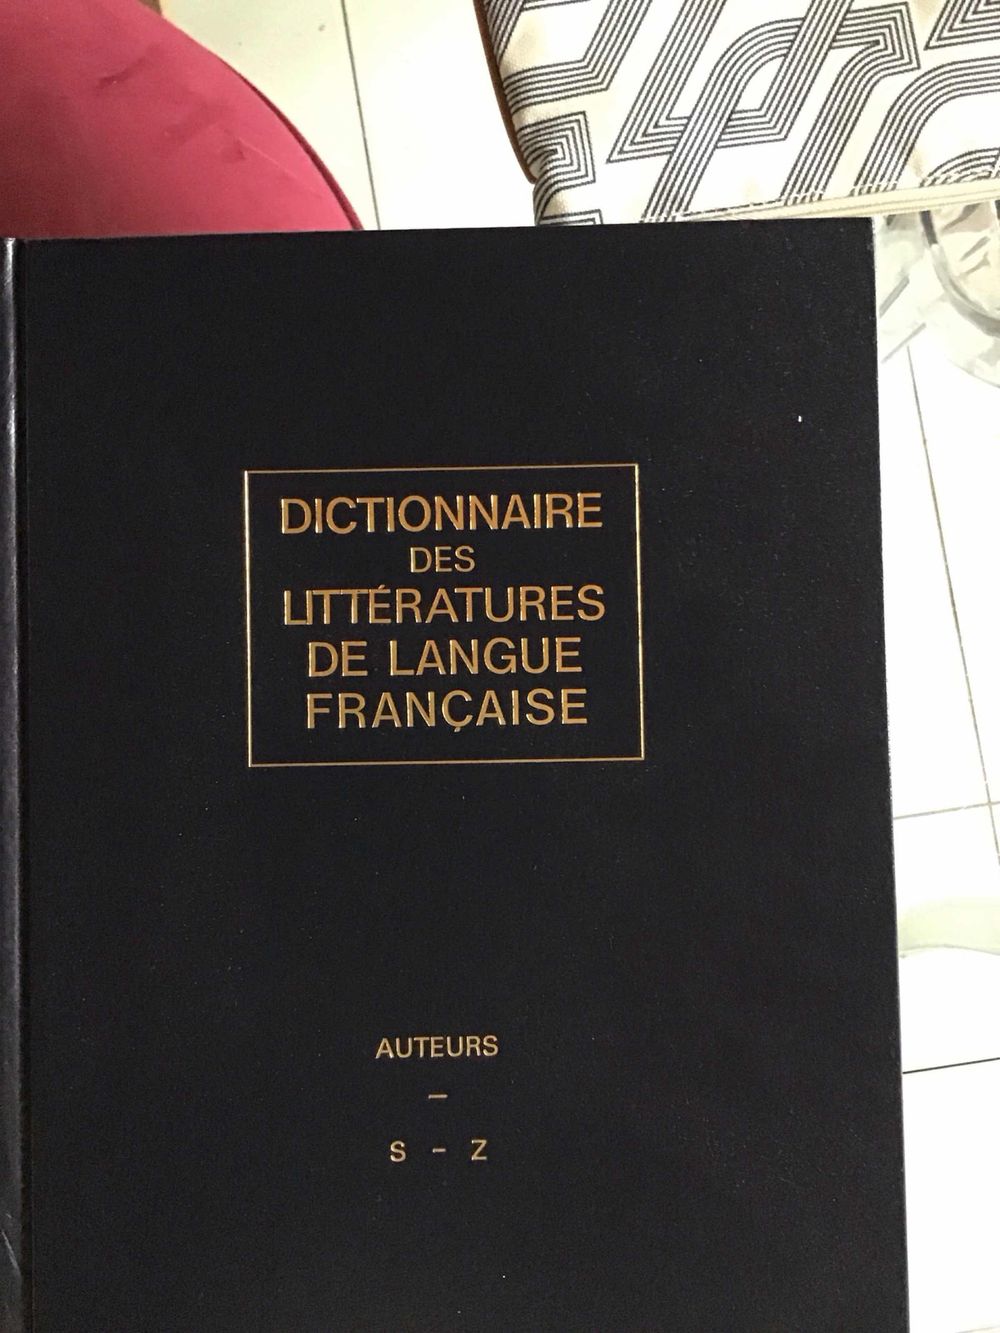 DICTIONNAIRE
DES
LITTÉRATURES
DE LANGUE
FRANÇAISE
AUTEURS
–
S – Z